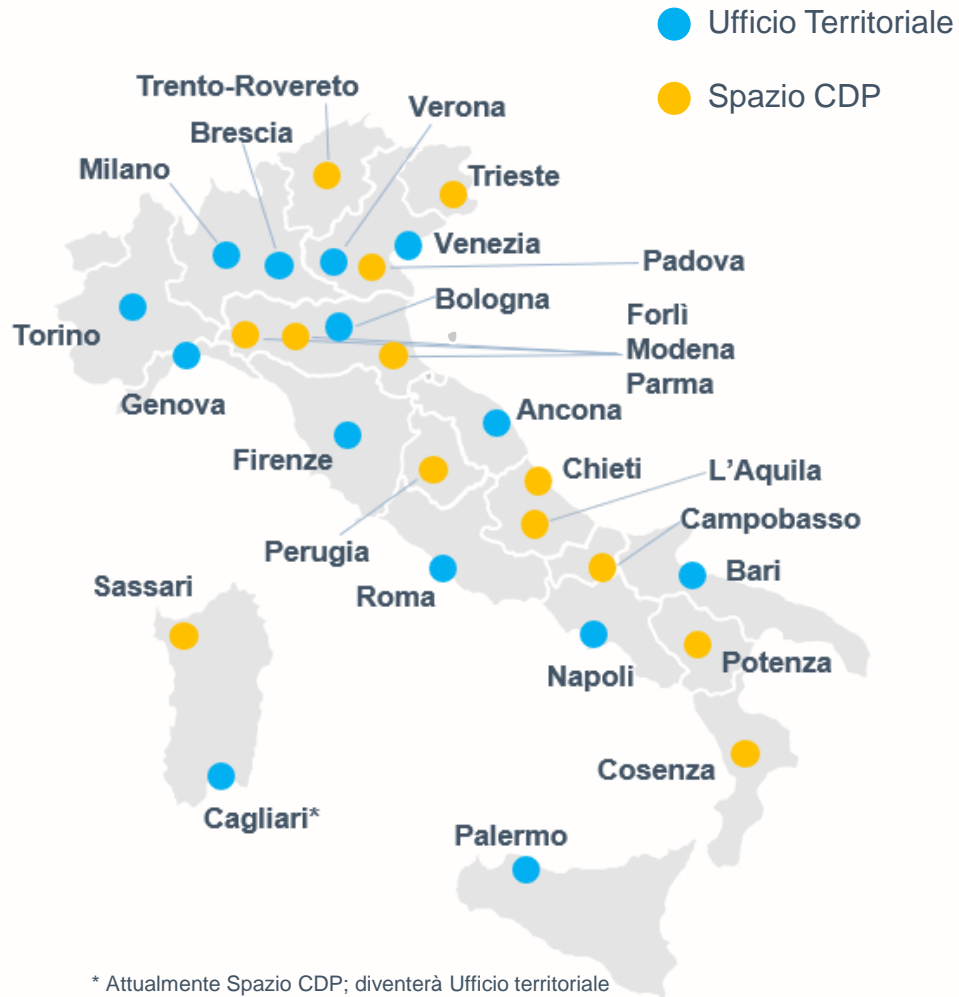 Ufficio Territoriale
Spazio CDP
Trento-Rovereto
Verona
Brescia
Milano
Trieste
Venezia
Padova
Bologna
Forlì
Modena
Parma
Torino
Genova
Ancona
Firenze
Chieti
L’Aquila
Campobasso
Perugia
Bari
Sassari
Roma
Potenza
Napoli
Cosenza
Cagliari*
Palermo
* Attualmente Spazio CDP; diventerà Ufficio territoriale